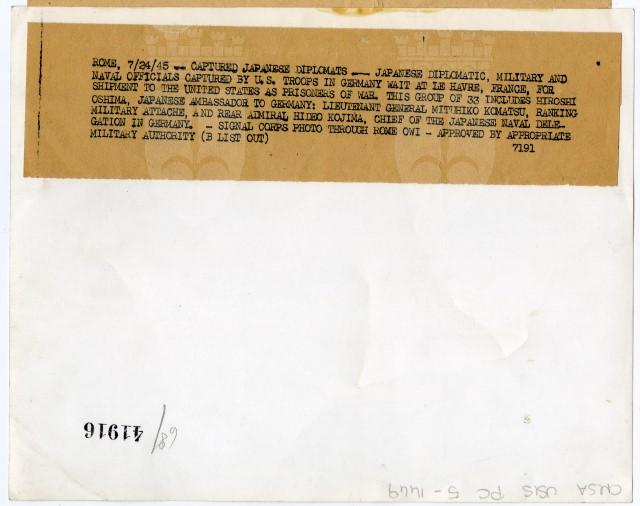 ROME, 7/24/45 -- CAPTURED JAPANESE DIPLOMATS -- JAPANESE DIPLOMATIC, MILITARY AND
NAVAL OFFICIALS CAPTURED BY U.S. TROOPS IN GERMANY WAIT AT LE HAVRE, FRANCE, FOR
SHIPMENT TO THE UNITED STATES AS PRISONERS OF WAR. THIS GROUP OF 33 INCLUDES HIROSHI
OSHIMA, JAPANESE AMBASSADOR TO GERMANY; LIEUTENANT GENERAL MITUHIKO KOMATSU, RANKING
MILITARY ATTACHE, AND REAR ADMIRAL HIDEO KOJIMA, CHIEF OF THE JAPANESE NAVAL DELE-
GATION IN GERMANY. - SIGNAL CORPS PHOTO THROUGH ROME OWI - APPROVED BY APPROPRIATE
MILITARY AUTHORITY (B LIST OUT)
7191
41916 /68
CMSA USIS PC 5-1449